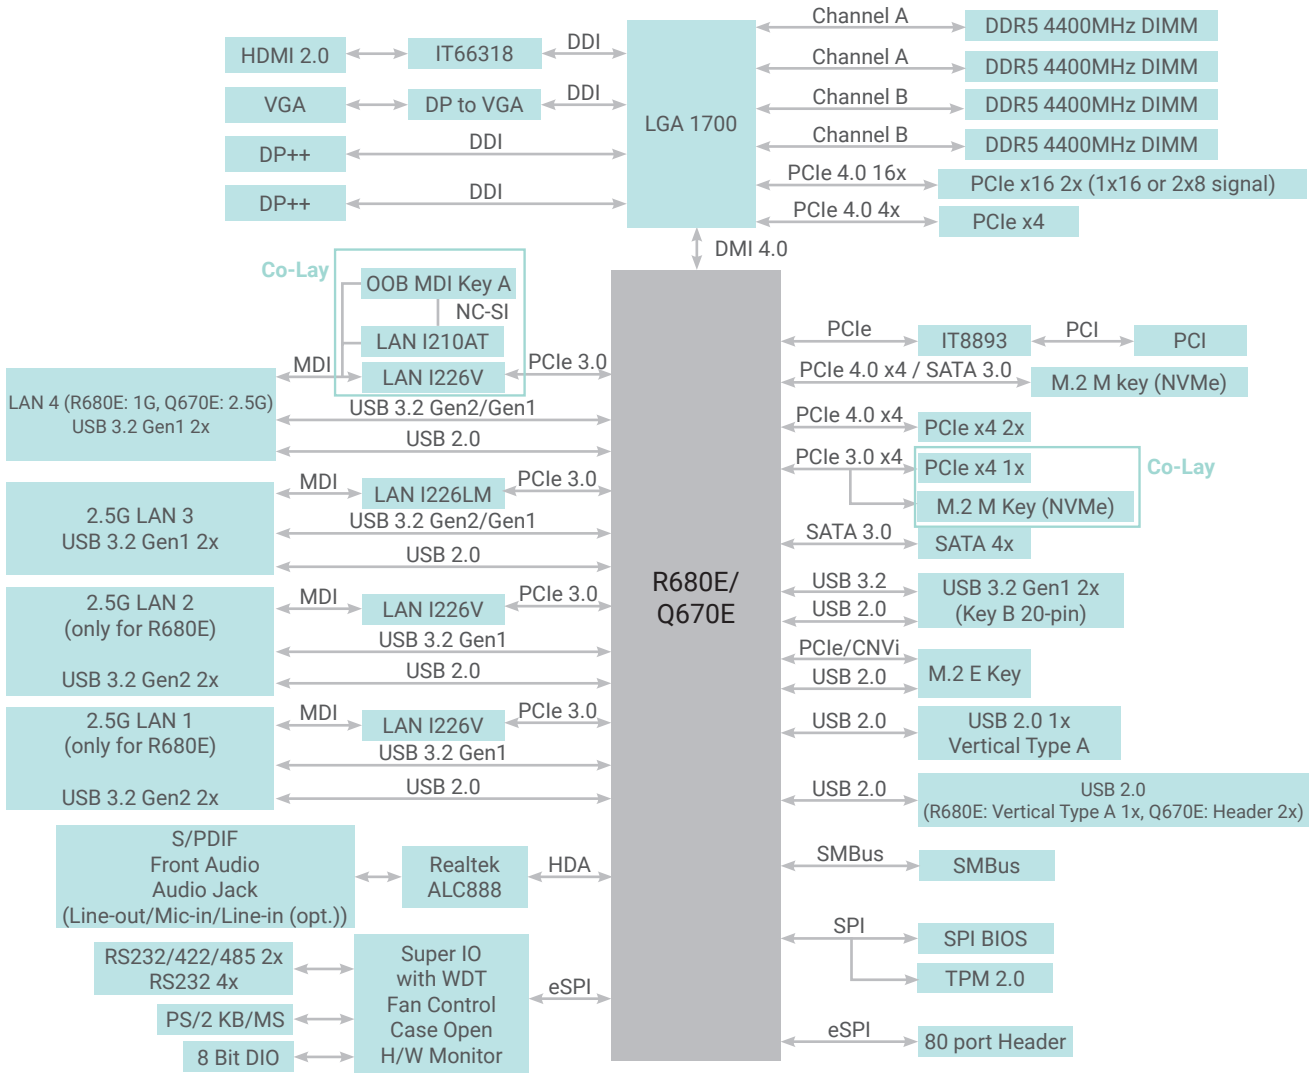 HDMI 2.0
IT66318
DDI
VGA
DP to VGA
DDI
DP++
DDI
DP++
DDI
LGA 1700
Channel A
DDR5 4400MHz DIMM
Channel A
DDR5 4400MHz DIMM
Channel B
DDR5 4400MHz DIMM
Channel B
DDR5 4400MHz DIMM
PCIe 4.0 16x
PCIe x16 2x (1x16 or 2x8 signal)
PCIe 4.0 4x
PCIe x4
DMI 4.0
Co-Lay
OOB MDI Key A
NC-SI
LAN I210AT
MDI
LAN I226V
PCIe 3.0
LAN 4 (R680E: 1G, Q670E: 2.5G)
USB 3.2 Gen1 2x
USB 3.2 Gen2/Gen1
USB 2.0
MDI
LAN I226LM
PCIe 3.0
2.5G LAN 3
USB 3.2 Gen1 2x
USB 3.2 Gen2/Gen1
USB 2.0
2.5G LAN 2
(only for R680E)
USB 3.2 Gen2 2x
MDI
LAN I226V
PCIe 3.0
USB 3.2 Gen1
USB 2.0
2.5G LAN 1
(only for R680E)
USB 3.2 Gen2 2x
MDI
LAN I226V
PCIe 3.0
USB 3.2 Gen1
USB 2.0
S/PDIF
Front Audio
Audio Jack
(Line-out/Mic-in/Line-in (opt.))
Realtek
ALC888
HDA
RS232/422/485 2x
RS232 4x
PS/2 KB/MS
8 Bit DIO
Super IO
with WDT
Fan Control
Case Open
H/W Monitor
eSPI
R680E/
Q670E
PCIe
IT8893
PCI
PCI
PCIe 4.0 x4 / SATA 3.0
M.2 M key (NVMe)
PCIe 4.0 x4
PCIe x4 2x
PCIe 3.0 x4
PCIe x4 1x
Co-Lay
M.2 M Key (NVMe)
SATA 3.0
SATA 4x
USB 3.2
USB 2.0
USB 3.2 Gen1 2x
(Key B 20-pin)
PCIe/CNVi
USB 2.0
M.2 E Key
USB 2.0
USB 2.0 1x
Vertical Type A
USB 2.0
USB 2.0
(R680E: Vertical Type A 1x, Q670E: Header 2x)
SMBus
SMBus
SPI
SPI BIOS
TPM 2.0
eSPI
80 port Header